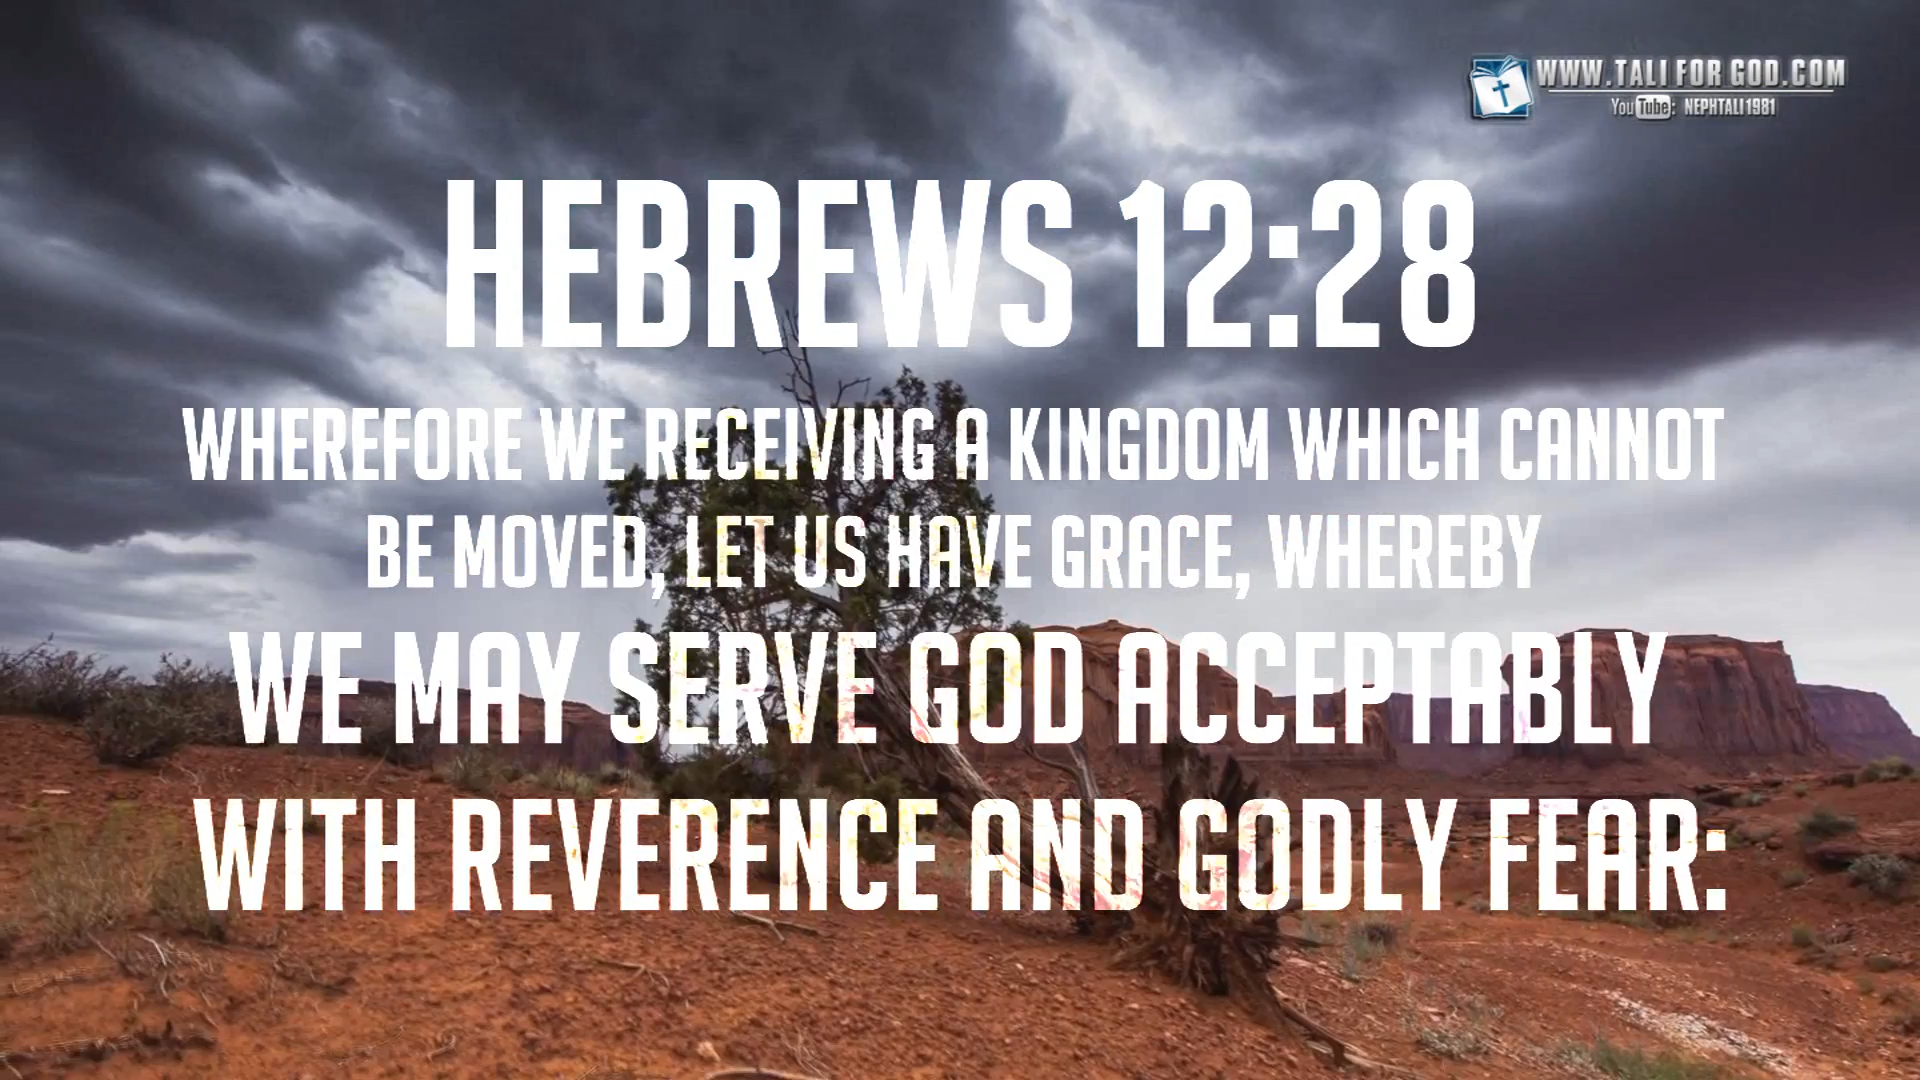 WWW.TALI FOR GOD.COM
YouTube: NEPHTALI1981
HEBREWS 12:28
WHEREFORE WE RECEIVING A KINGDOM WHICH CANNOT
BE MOVED, LET US HAVE GRACE, WHEREBY
WE MAY SERVE GOD ACCEPTABLY
WITH REVERENCE AND GODLY FEAR: